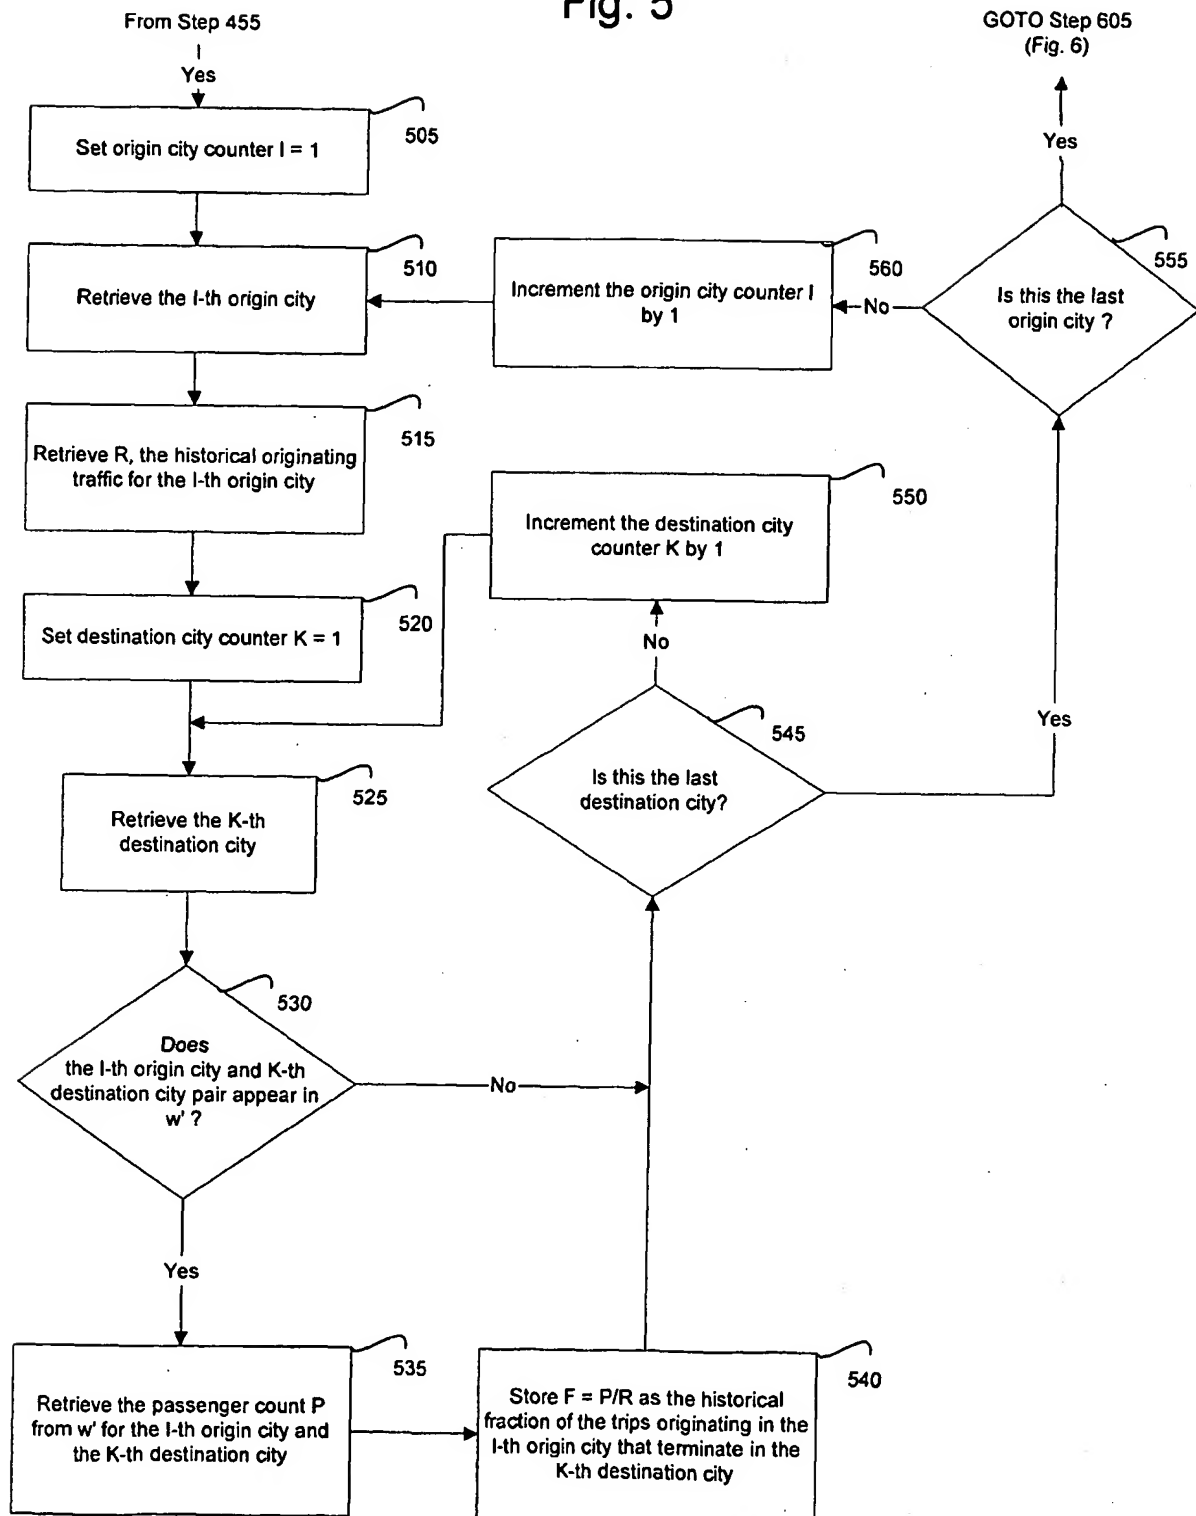 Fig. 5
From Step 455
Yes
Set origin city counter I = 1
505
Retrieve the I-th origin city
510
Retrieve R, the historical originating
traffic for the I-th origin city
515
Set destination city counter K = 1
520
Retrieve the K-th
destination city
525
Does
the I-th origin city and K-th
destination city pair appear in
w' ?
530
No
Yes
Retrieve the passenger count P
from w' for the I-th origin city and
the K-th destination city
535
Store F = P/R as the historical
fraction of the trips originating in the
I-th origin city that terminate in the
K-th destination city
540
Is this the last
destination city?
545
No
Increment the destination city
counter K by 1
550
Yes
Is this the last
origin city ?
555
No
Increment the origin city counter I
by 1
560
Yes
GOTO Step 605
(Fig. 6)